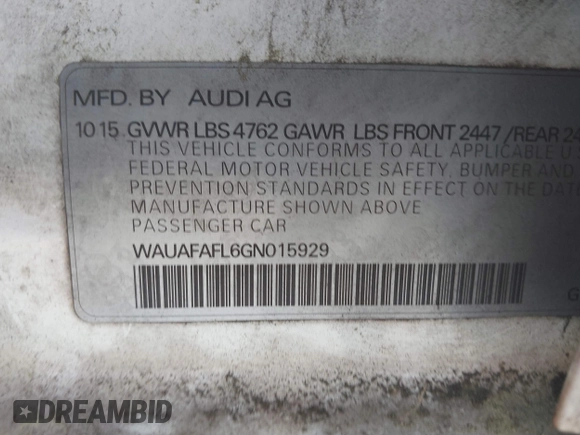 MFD. BY AUDI AG
10 15 GVWR LBS 4762 GAWR LBS FRONT 2447 / REAR
THIS VEHICLE CONFORMS TO ALL APPLICABLE
FEDERAL MOTOR VEHICLE SAFETY, BUMPER AND
PREVENTION STANDARDS IN EFFECT ON THE
MANUFACTURE SHOWN ABOVE
PASSENGER CAR
WAUAFAFL6GN015929
DREAMBID